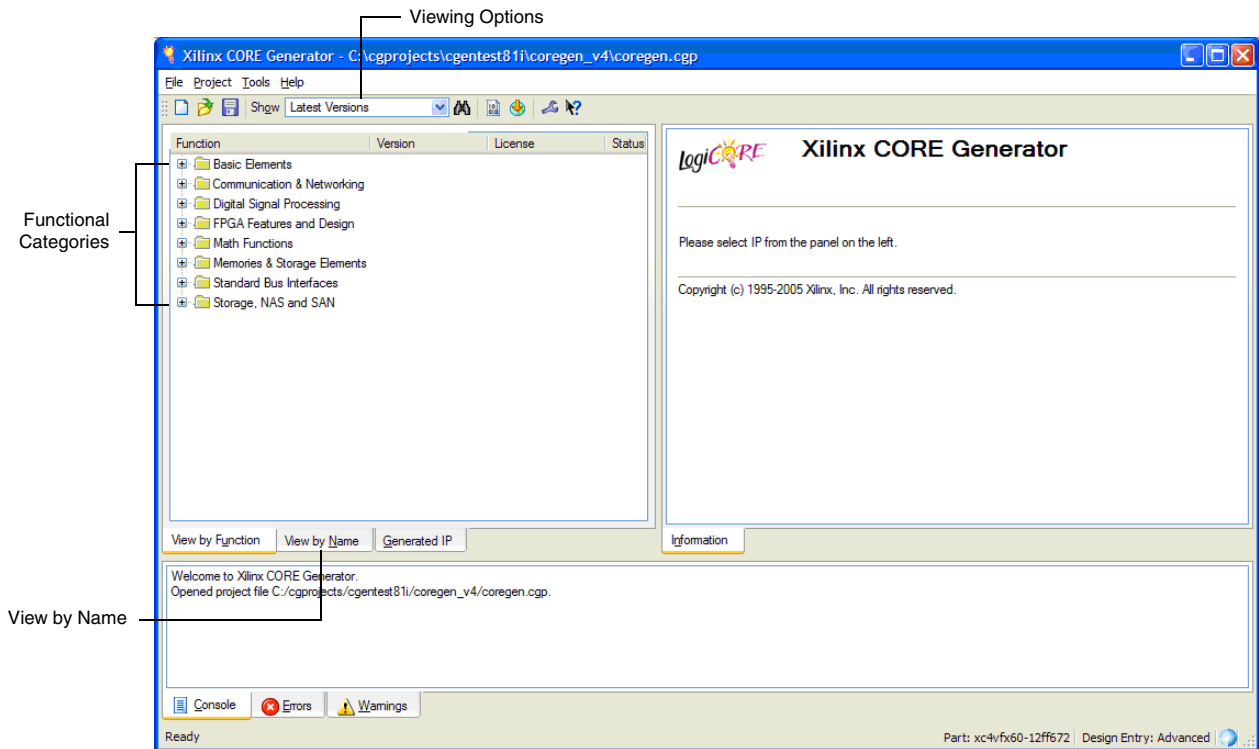 Viewing Options
Xilinx CORE Generator - C:\cgprojects\cgentest81i\coregen_v4\coregen.cgp
File Project Tools Help
Show Latest Versions
Function Version License Status
Basic Elements
Communication & Networking
Digital Signal Processing
FPGA Features and Design
Math Functions
Memories & Storage Elements
Standard Bus Interfaces
Storage, NAS and SAN
Functional
Categories
View by Function View by Name Generated IP
LogiCORE Xilinx CORE Generator
Please select IP from the panel on the left.
Copyright (c) 1995-2005 Xilinx, Inc. All rights reserved.
Information
Welcome to Xilinx CORE Generator.
Opened project file C:/cgprojects/cgentest81i/coregen_v4/coregen.cgp.
View by Name
Console Errors Warnings
Ready Part: xc4vfx60-12ff672 Design Entry: Advanced